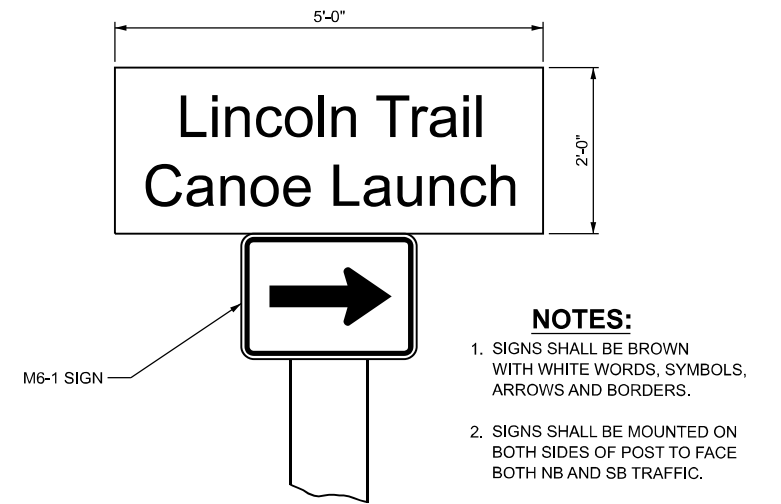 5'-0"
Lincoln Trail
Canoe Launch
2'-0"
M6-1 SIGN
NOTES:
1. SIGNS SHALL BE BROWN
WITH WHITE WORDS, SYMBOLS,
ARROWS AND BORDERS.
2. SIGNS SHALL BE MOUNTED ON
BOTH SIDES OF POST TO FACE
BOTH NB AND SB TRAFFIC.